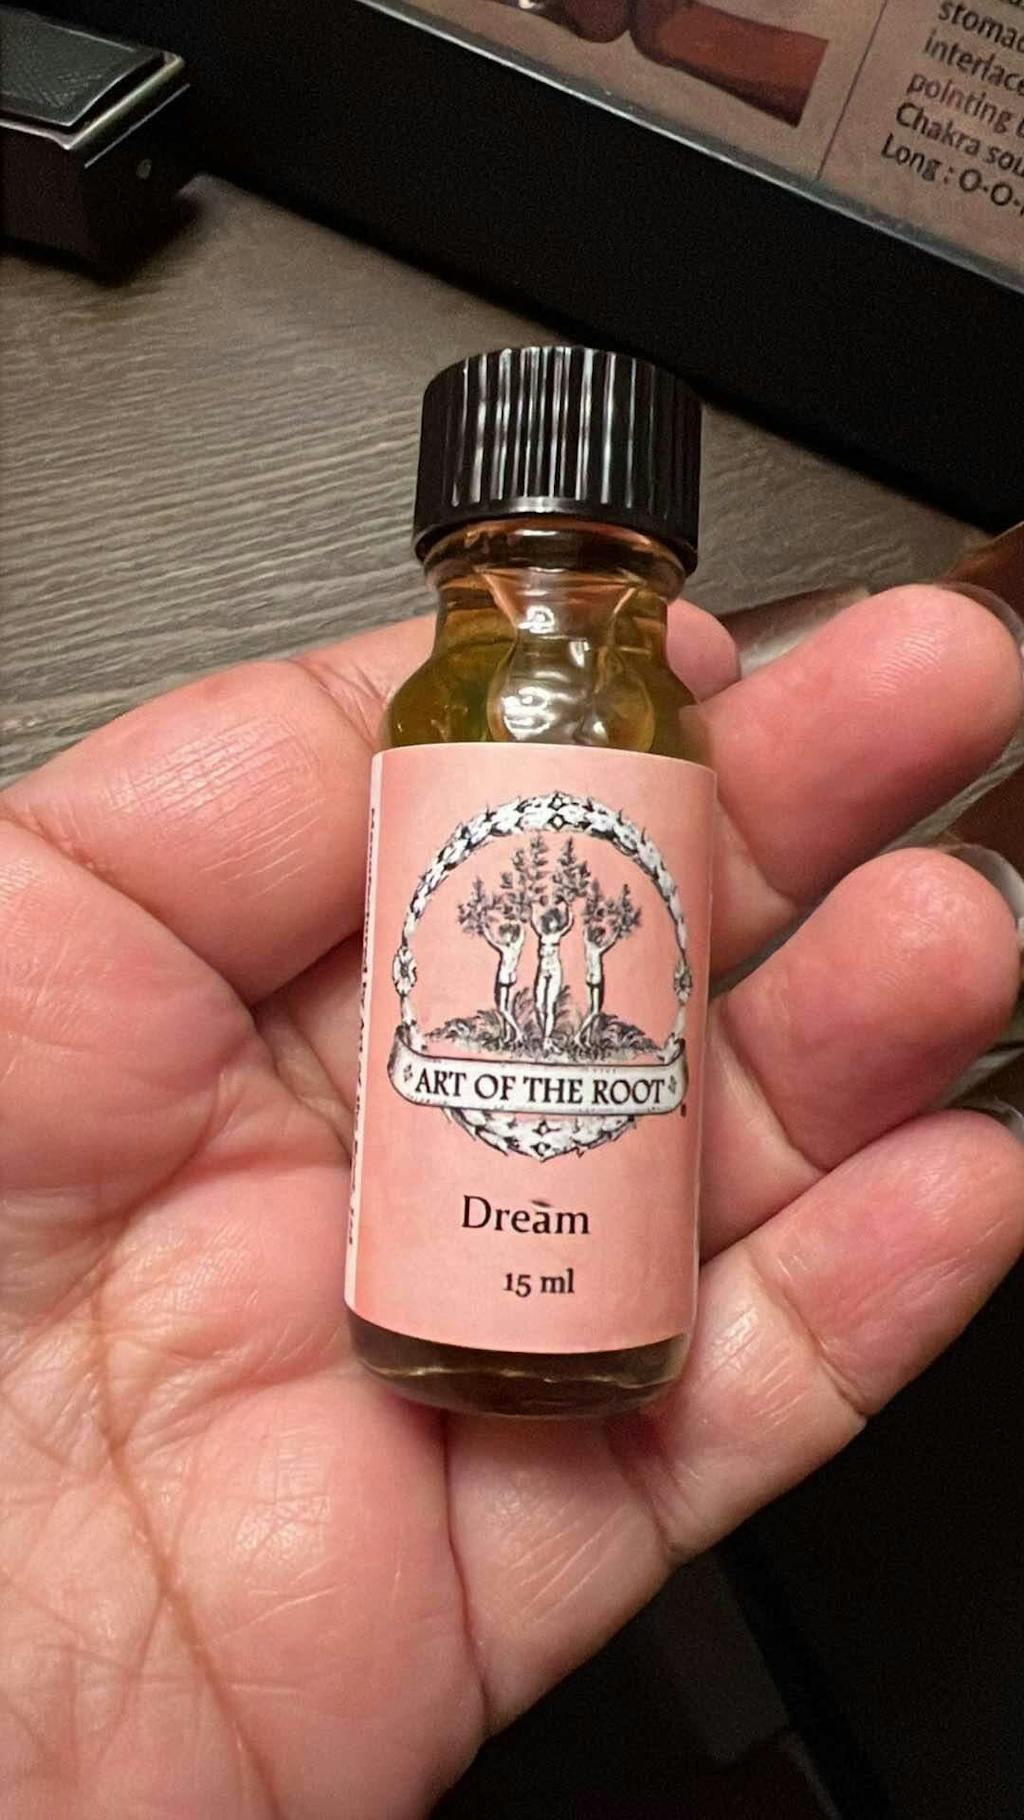 stomac
interlace
pointing
Chakra sou
Long : O-O-
ART OF THE ROOT
Dream
15 ml